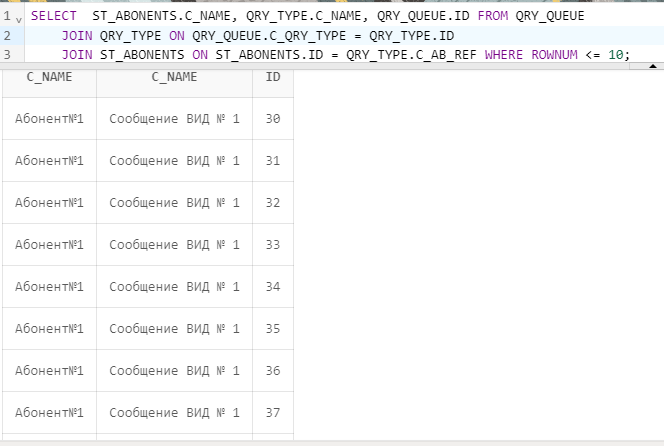 1 SELECT ST_ABONENTS.C_NAME, QRY_TYPE.C_NAME, QRY_QUEUE.ID FROM QRY_QUEUE
2 JOIN QRY_TYPE ON QRY_QUEUE.C_QRY_TYPE = QRY_TYPE.ID
3 JOIN ST_ABONENTS ON ST_ABONENTS.ID = QRY_TYPE.C_AB_REF WHERE ROWNUM <= 10;
C_NAME C_NAME ID
Абонент№1 Сообщение ВИД № 1 30
Абонент№1 Сообщение ВИД № 1 31
Абонент№1 Сообщение ВИД № 1 32
Абонент№1 Сообщение ВИД № 1 33
Абонент№1 Сообщение ВИД № 1 34
Абонент№1 Сообщение ВИД № 1 35
Абонент№1 Сообщение ВИД № 1 36
Абонент№1 Сообщение ВИД № 1 37